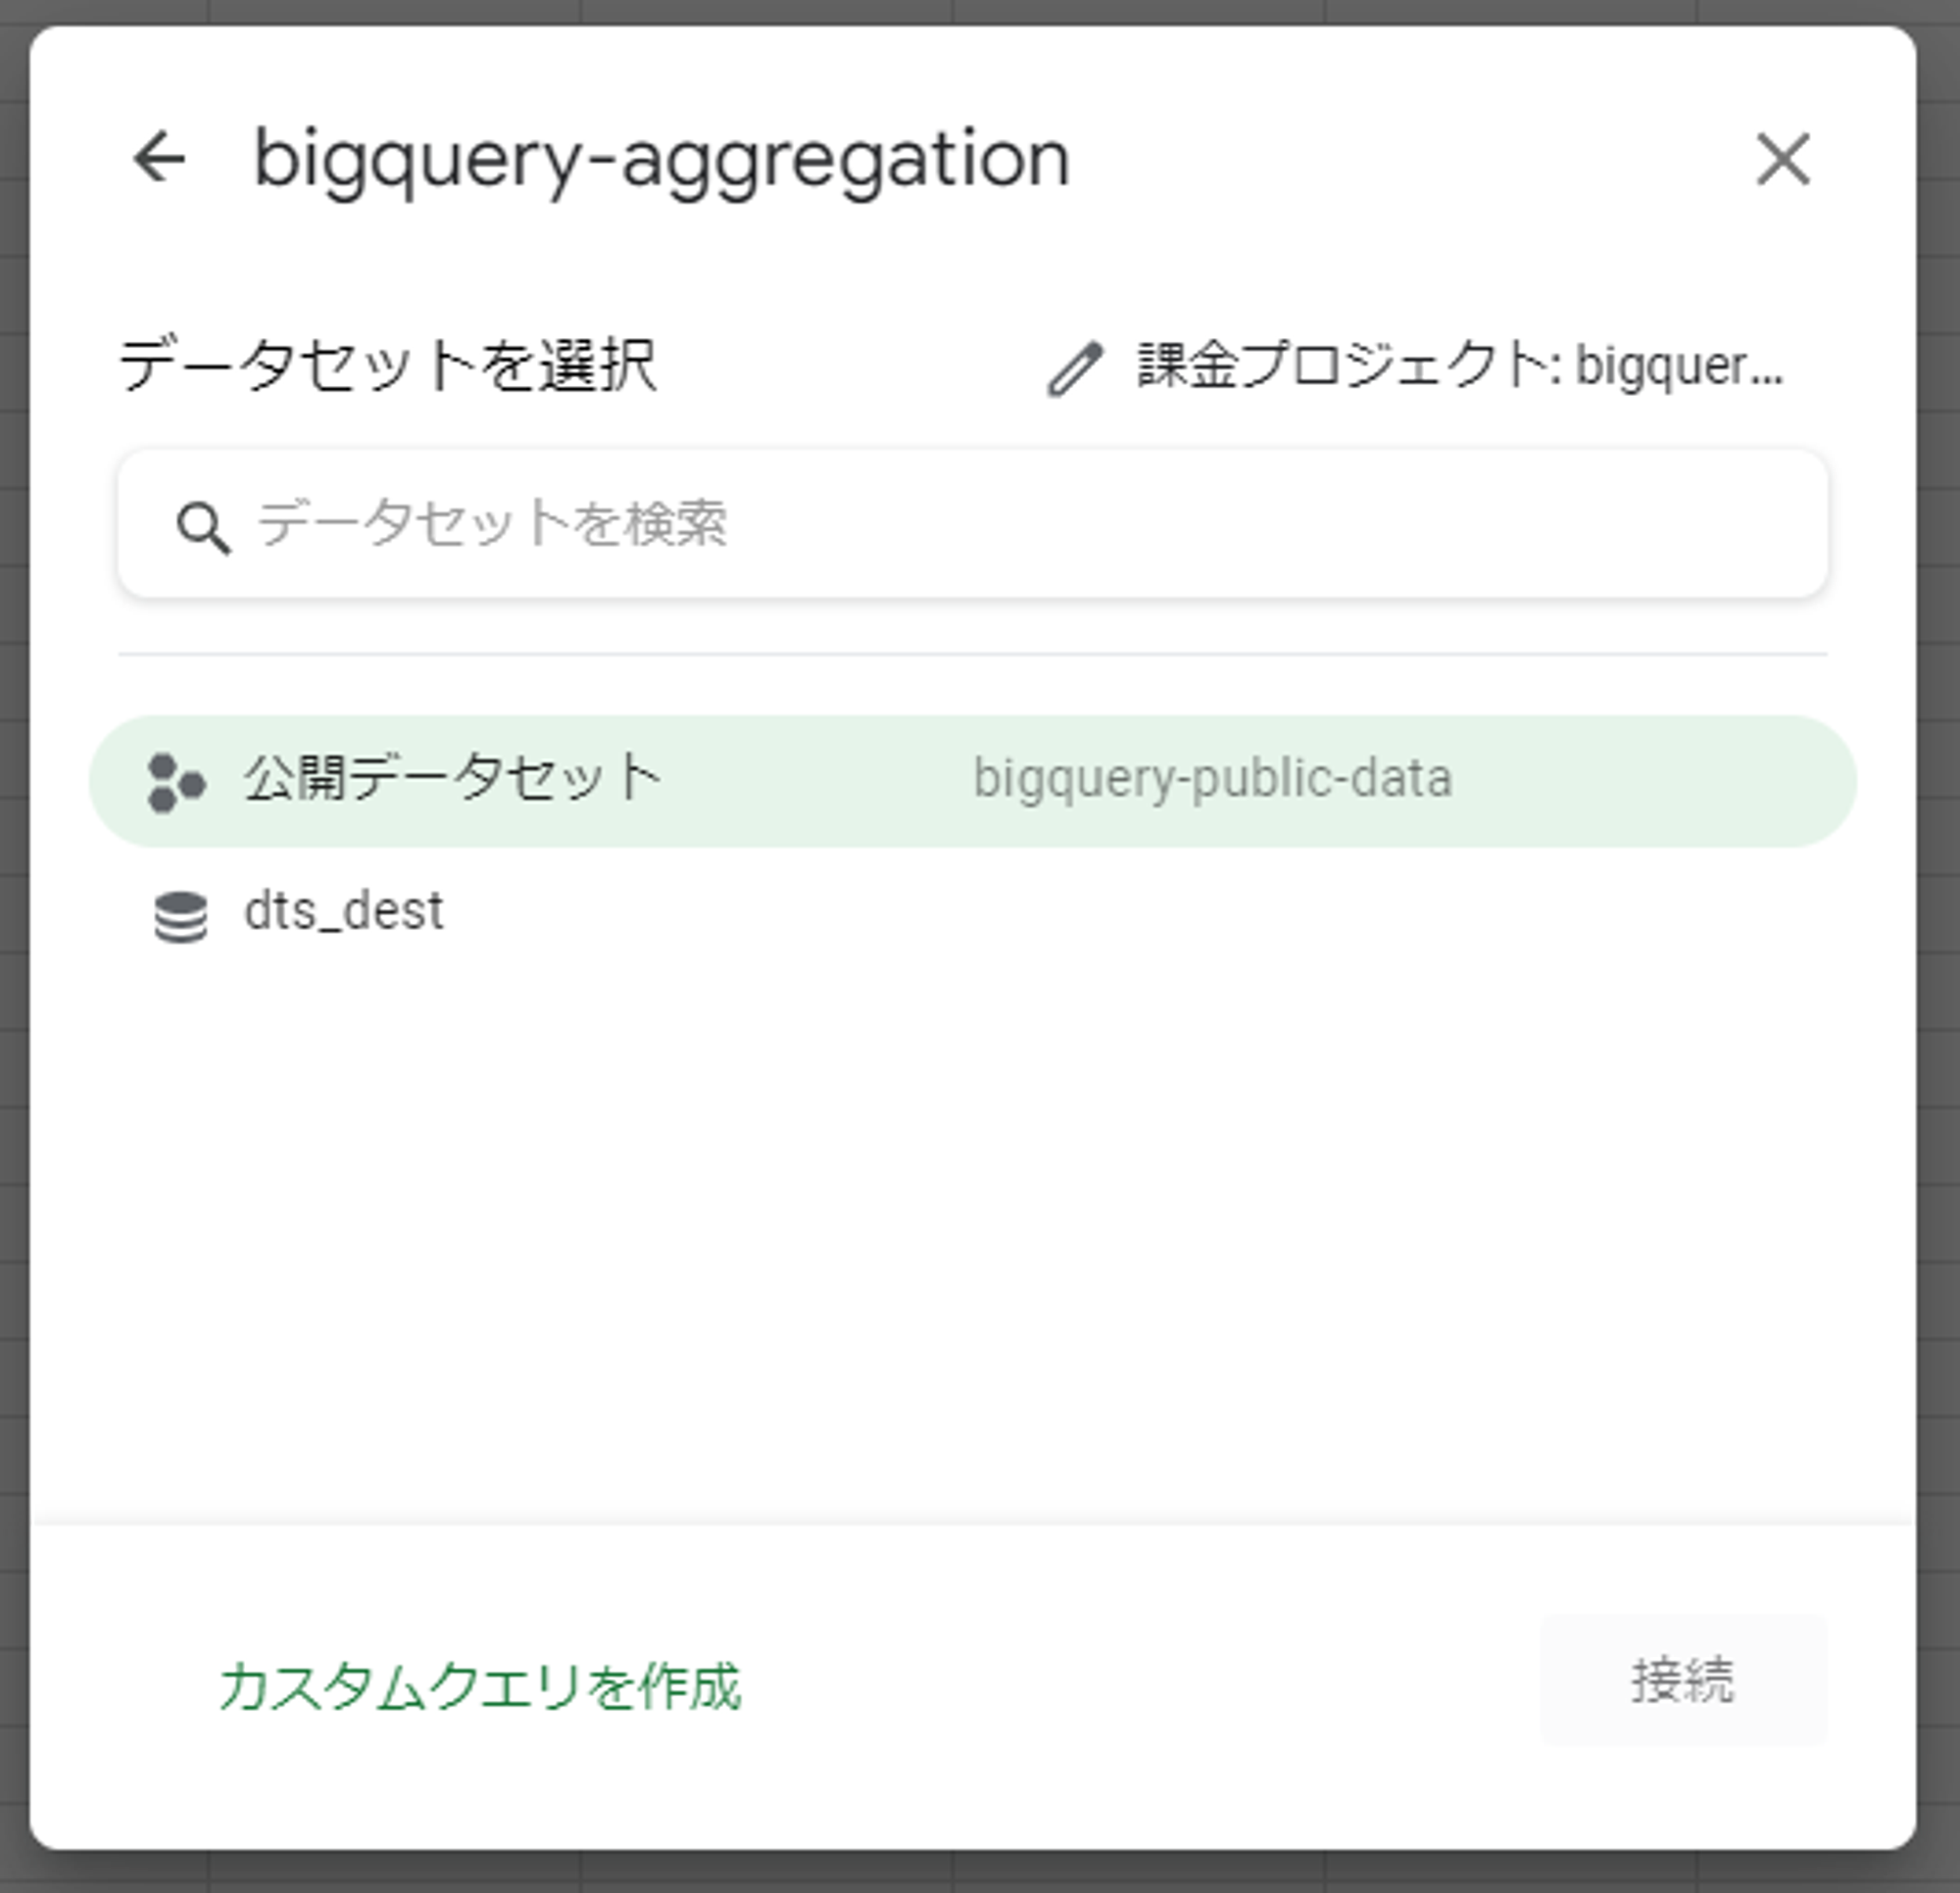 bigquery-aggregation
データセットを選択 課金プロジェクト: bigquer...
データセットを検索
公開データセット bigquery-public-data
dts_dest
カスタムクエリを作成 接続